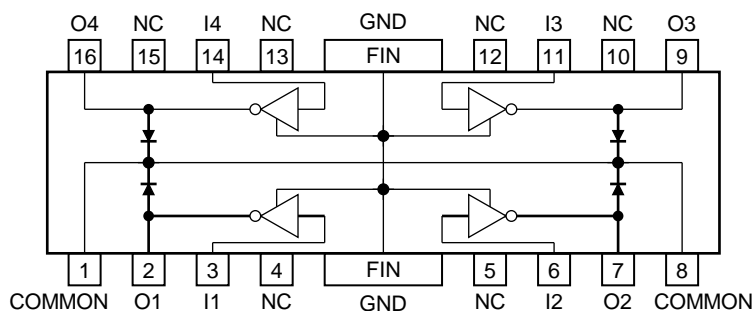 O4 NC I4 NC GND NC I3 NC O3
16 15 14 13 FIN 12 11 10 9
1 2 3 4 FIN 5 6 7 8
COMMON O1 I1 NC GND NC I2 O2 COMMON